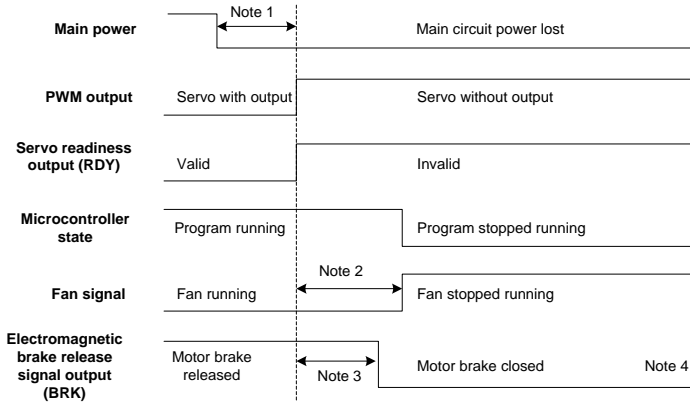 Note 1
Main power
Main circuit power lost
PWM output
Servo with output
Servo without output
Servo readiness
output (RDY)
Valid
Invalid
Microcontroller
state
Program running
Program stopped running
Note 2
Fan signal
Fan running
Fan stopped running
Electromagnetic
brake release
signal output
(BRK)
Motor brake
released
Note 3
Motor brake closed
Note 4